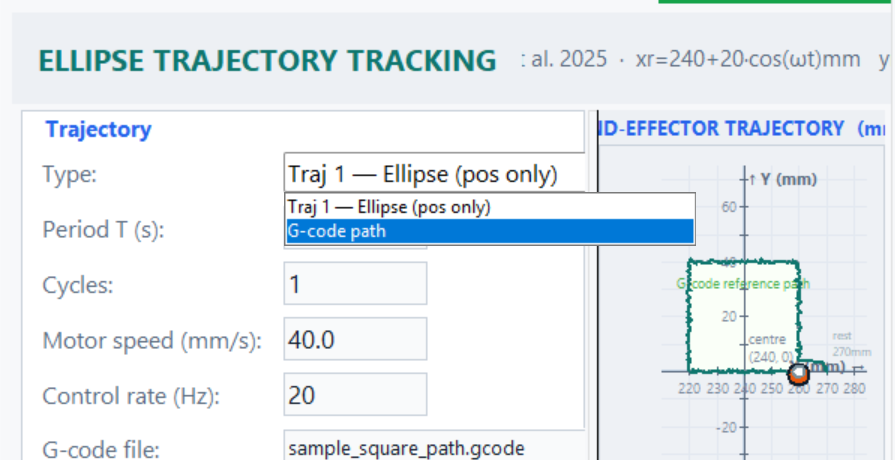 ELLIPSE TRAJECTORY TRACKING : al. 2025 · xr=240+20·cos(ωt)mm y
Trajectory
Type: Traj 1 — Ellipse (pos only)
Traj 1 — Ellipse (pos only)
G-code path
Period T (s):
Cycles: 1
Motor speed (mm/s): 40.0
Control rate (Hz): 20
G-code file: sample_square_path.gcode
D-EFFECTOR TRAJECTORY (m
↑ Y (mm)
60
40
G-code reference path
20
centre
(240, 0)
rest
270mm
(mm) →
220 230 240 250 260 270 280
-20